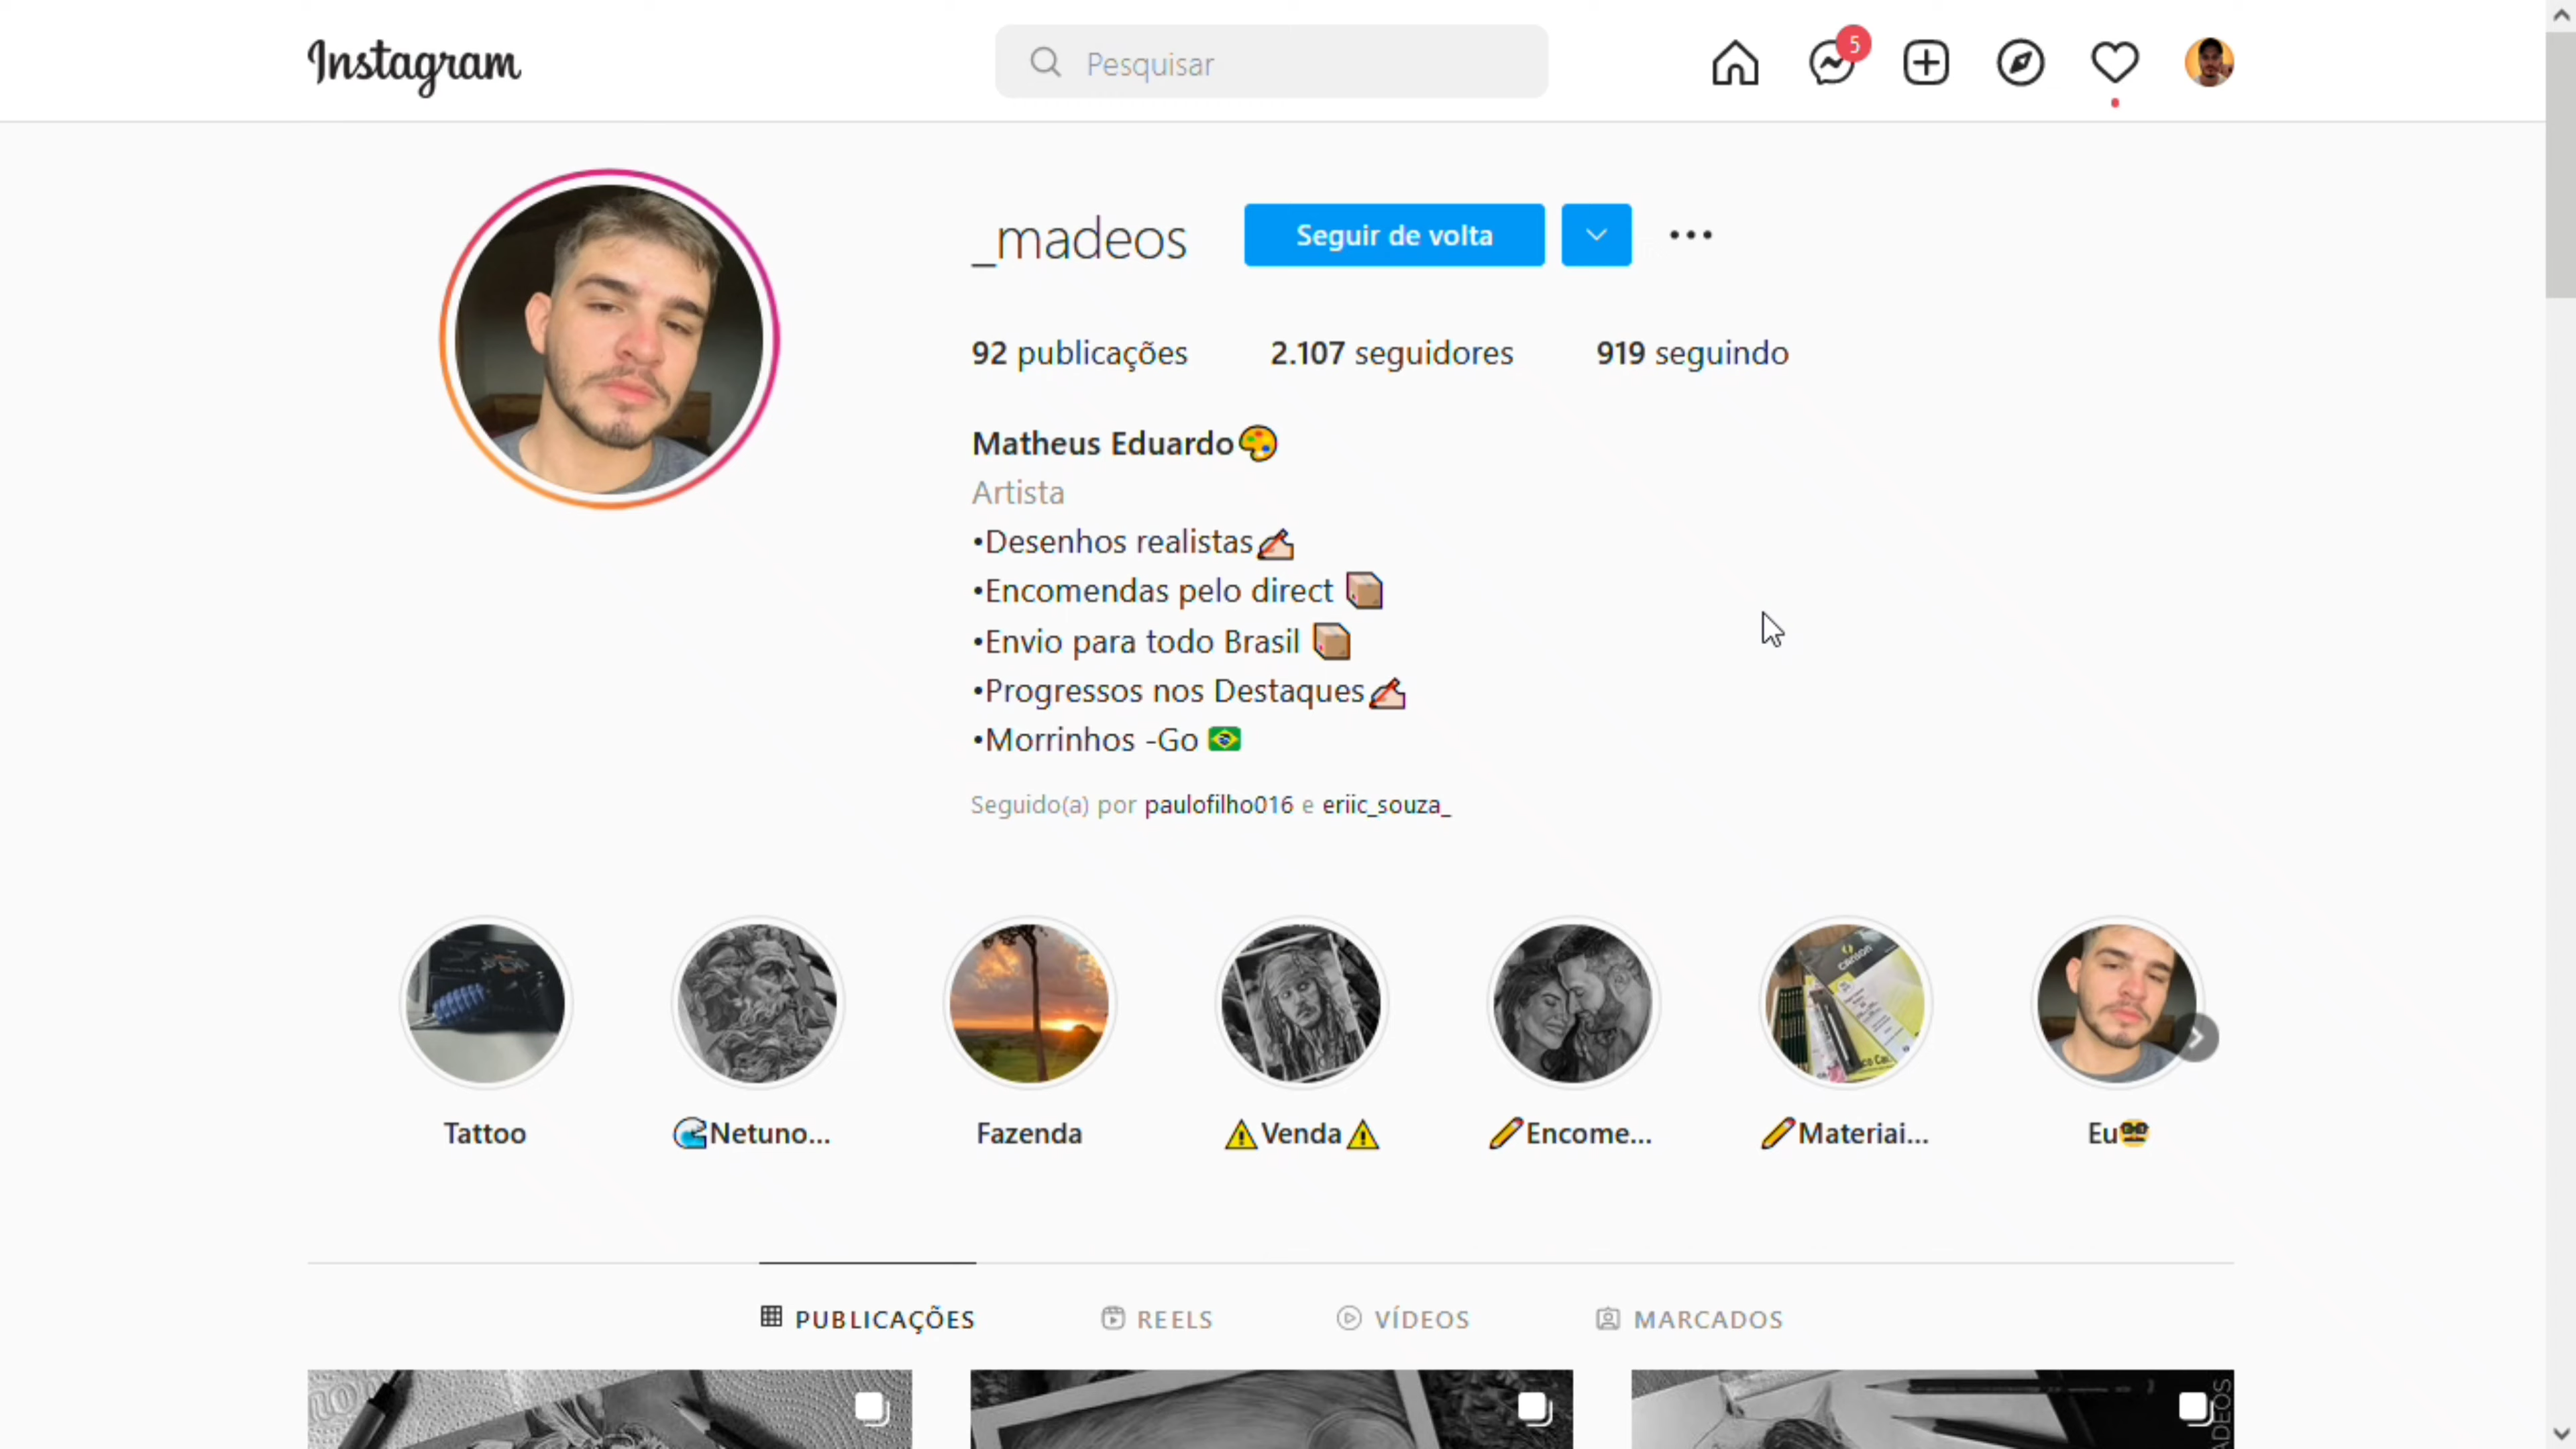 Instagram
Pesquisar
5
_madeos
Seguir de volta
92 publicações 2.107 seguidores 919 seguindo
Matheus Eduardo🎨
Artista
•Desenhos realistas✍🏻
•Encomendas pelo direct 📦
•Envio para todo Brasil 📦
•Progressos nos Destaques✍🏻
•Morrinhos -Go 🇧🇷
Seguido(a) por paulofilho016 e eriic_souza_
CANSON
Tattoo 🌊Netuno... Fazenda ⚠️Venda⚠️ ✏️Encome... ✏️Materiai... Eu🥸
PUBLICAÇÕES REELS VÍDEOS MARCADOS